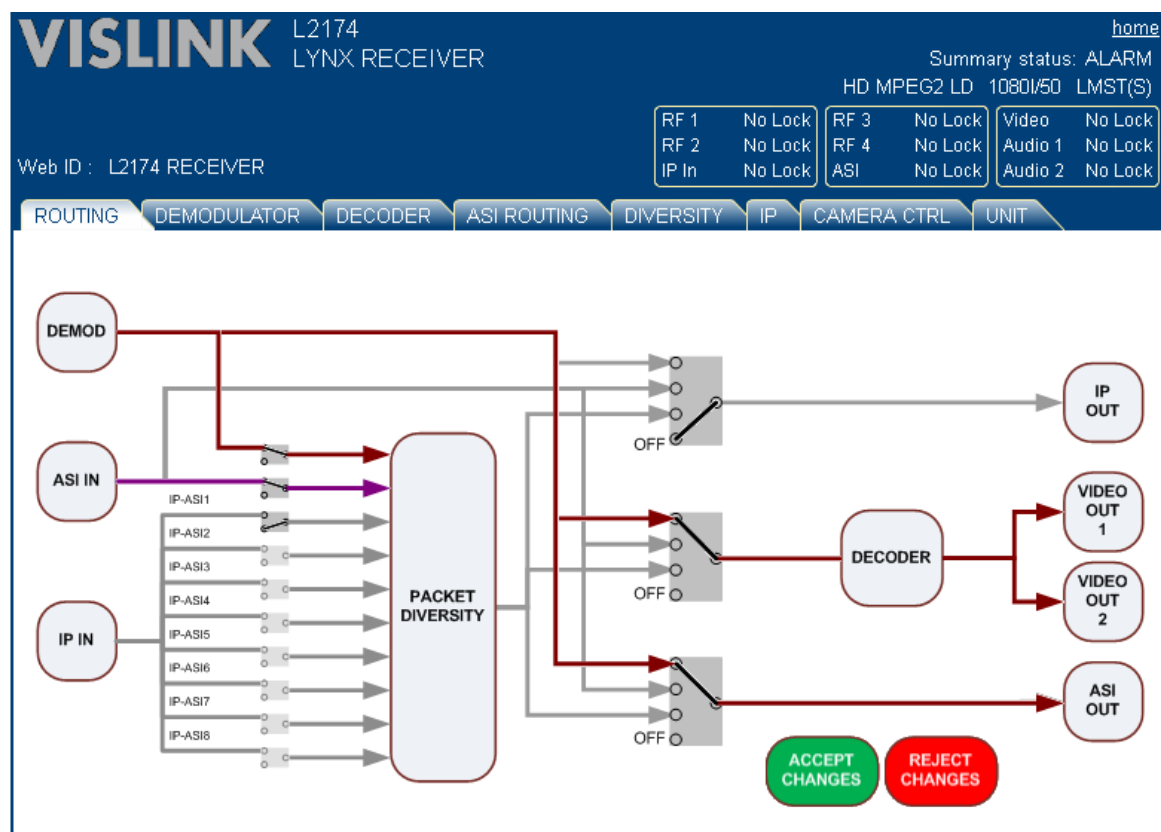 VISLINK
L2174
LYNX RECEIVER
home
Summary status: ALARM
HD MPEG2 LD 1080I/50 LMST(S)
RF 1 No Lock RF 3 No Lock Video No Lock
RF 2 No Lock RF 4 No Lock Audio 1 No Lock
IP In No Lock ASI No Lock Audio 2 No Lock
Web ID : L2174 RECEIVER
ROUTING DEMODULATOR DECODER ASI ROUTING DIVERSITY IP CAMERA CTRL UNIT
DEMOD
ASI IN
IP IN
IP-ASI1
IP-ASI2
IP-ASI3
IP-ASI4
IP-ASI5
IP-ASI6
IP-ASI7
IP-ASI8
PACKET
DIVERSITY
OFF
OFF
OFF
DECODER
IP
OUT
VIDEO
OUT
1
VIDEO
OUT
2
ASI
OUT
ACCEPT
CHANGES
REJECT
CHANGES